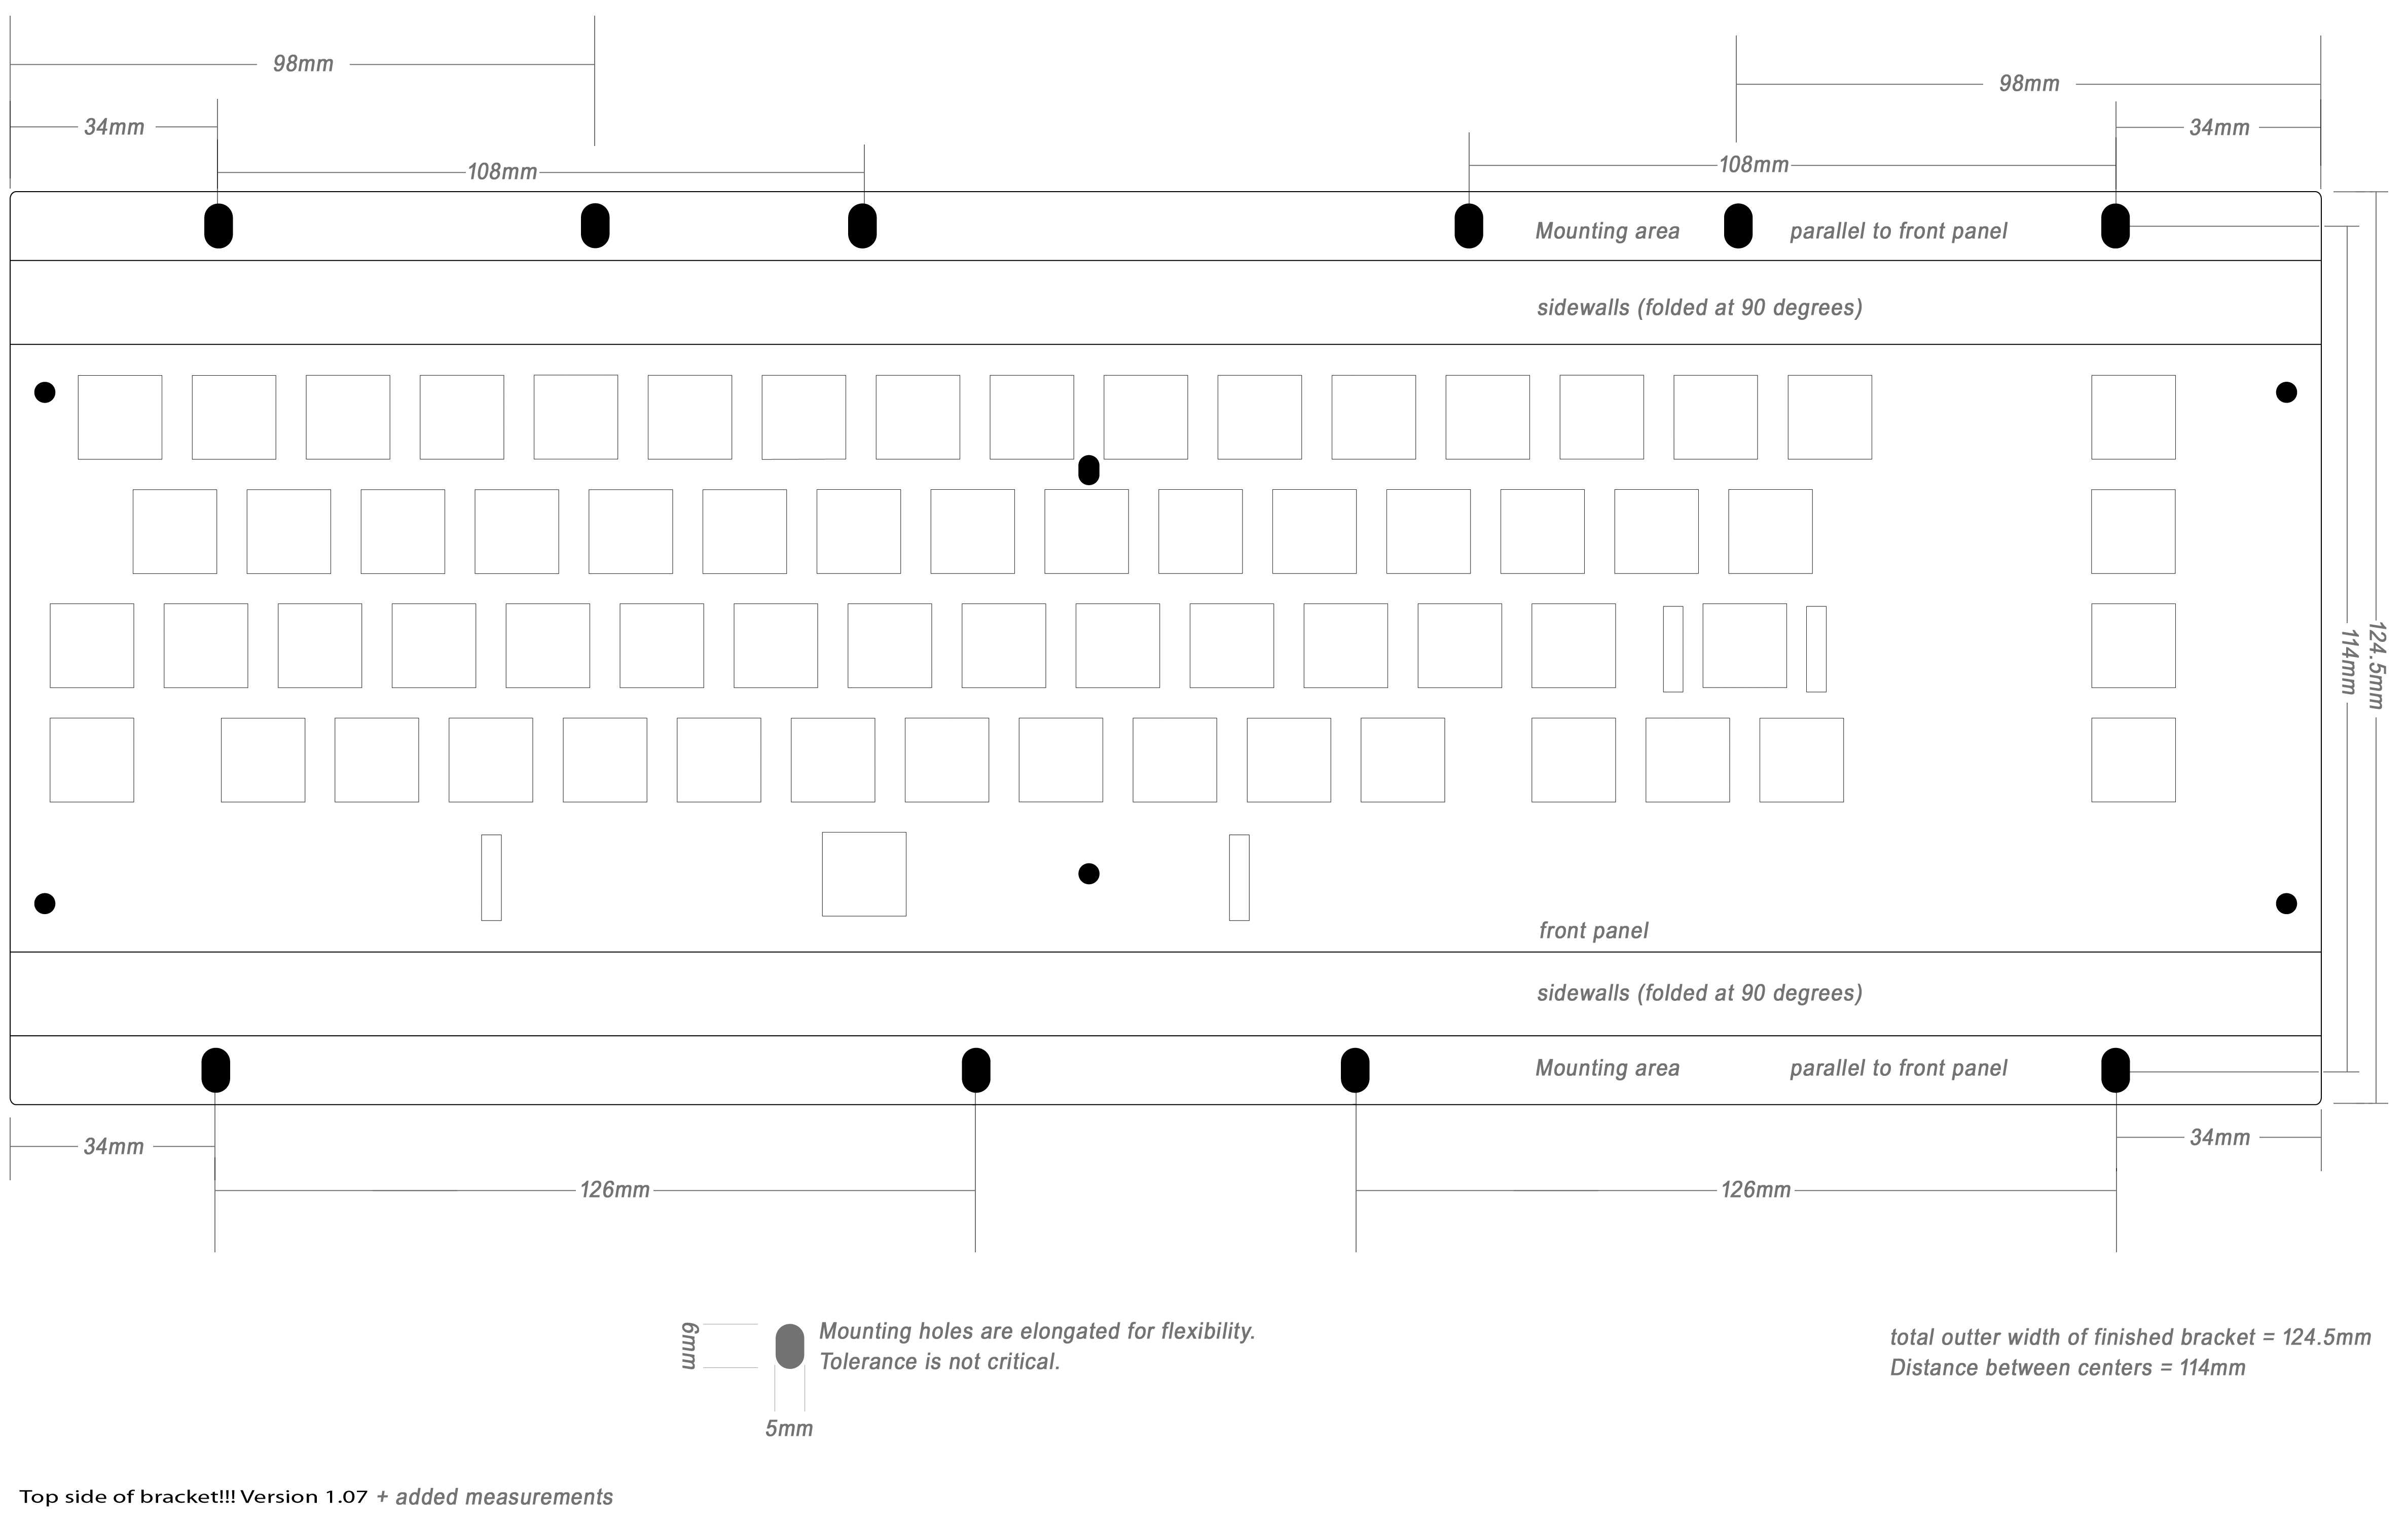 98mm
98mm
34mm
34mm
108mm
108mm
Mounting area
parallel to front panel
sidewalls (folded at 90 degrees)
124.5mm
114mm
front panel
sidewalls (folded at 90 degrees)
Mounting area
parallel to front panel
34mm
34mm
126mm
126mm
6mm
Mounting holes are elongated for flexibility.
Tolerance is not critical.
5mm
total outter width of finished bracket = 124.5mm
Distance between centers = 114mm
Top side of bracket!!! Version 1.07 + added measurements